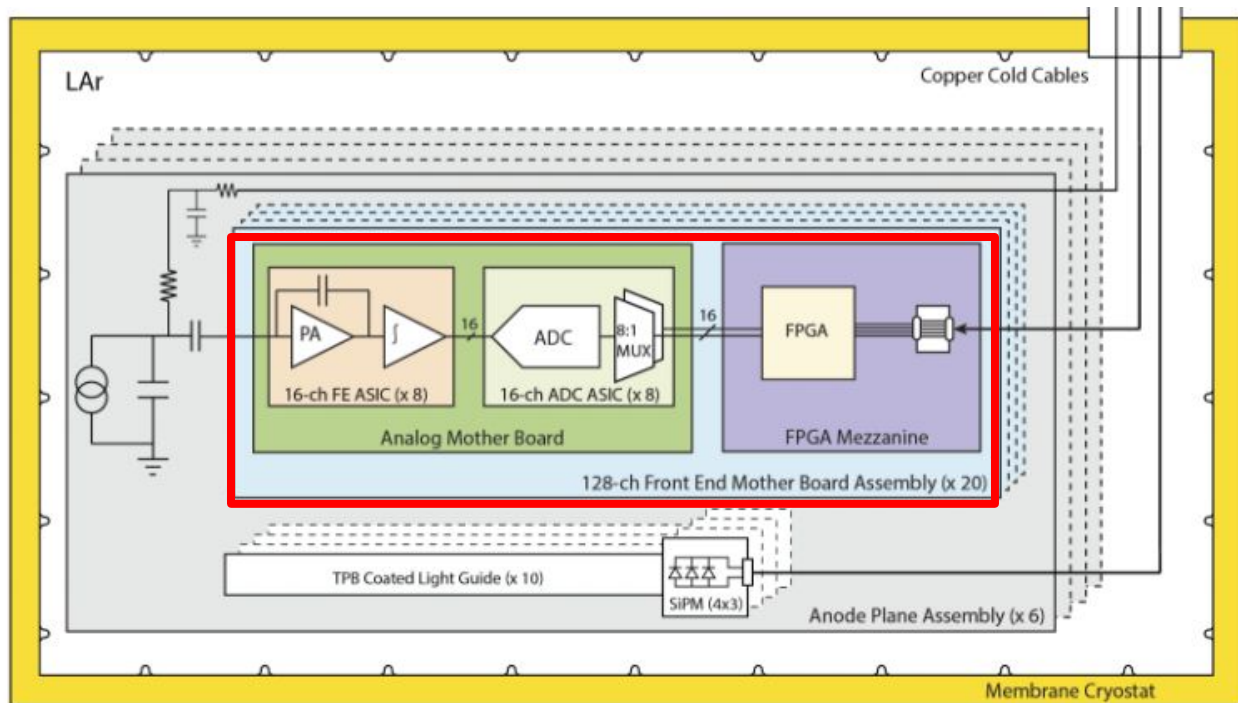 LAr
Copper Cold Cables
PA
∫
16
ADC
8:1
MUX
16
FPGA
16-ch FE ASIC (x 8)
16-ch ADC ASIC (x 8)
Analog Mother Board
FPGA Mezzanine
128-ch Front End Mother Board Assembly (x 20)
TPB Coated Light Guide (x 10)
SiPM (4x3)
Anode Plane Assembly (x 6)
Membrane Cryostat